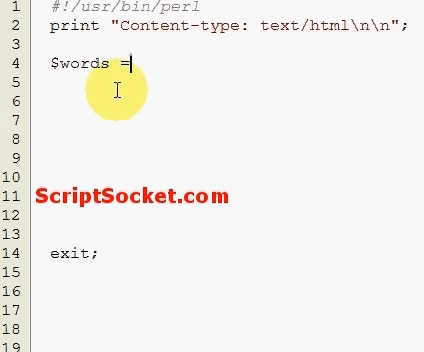 1 #!/usr/bin/perl
2 print "Content-type: text/html\n\n";
3
4 $words =
5
6
7
8
9
10
11 ScriptSocket.com
12
13
14 exit;
15
16
17
18
19